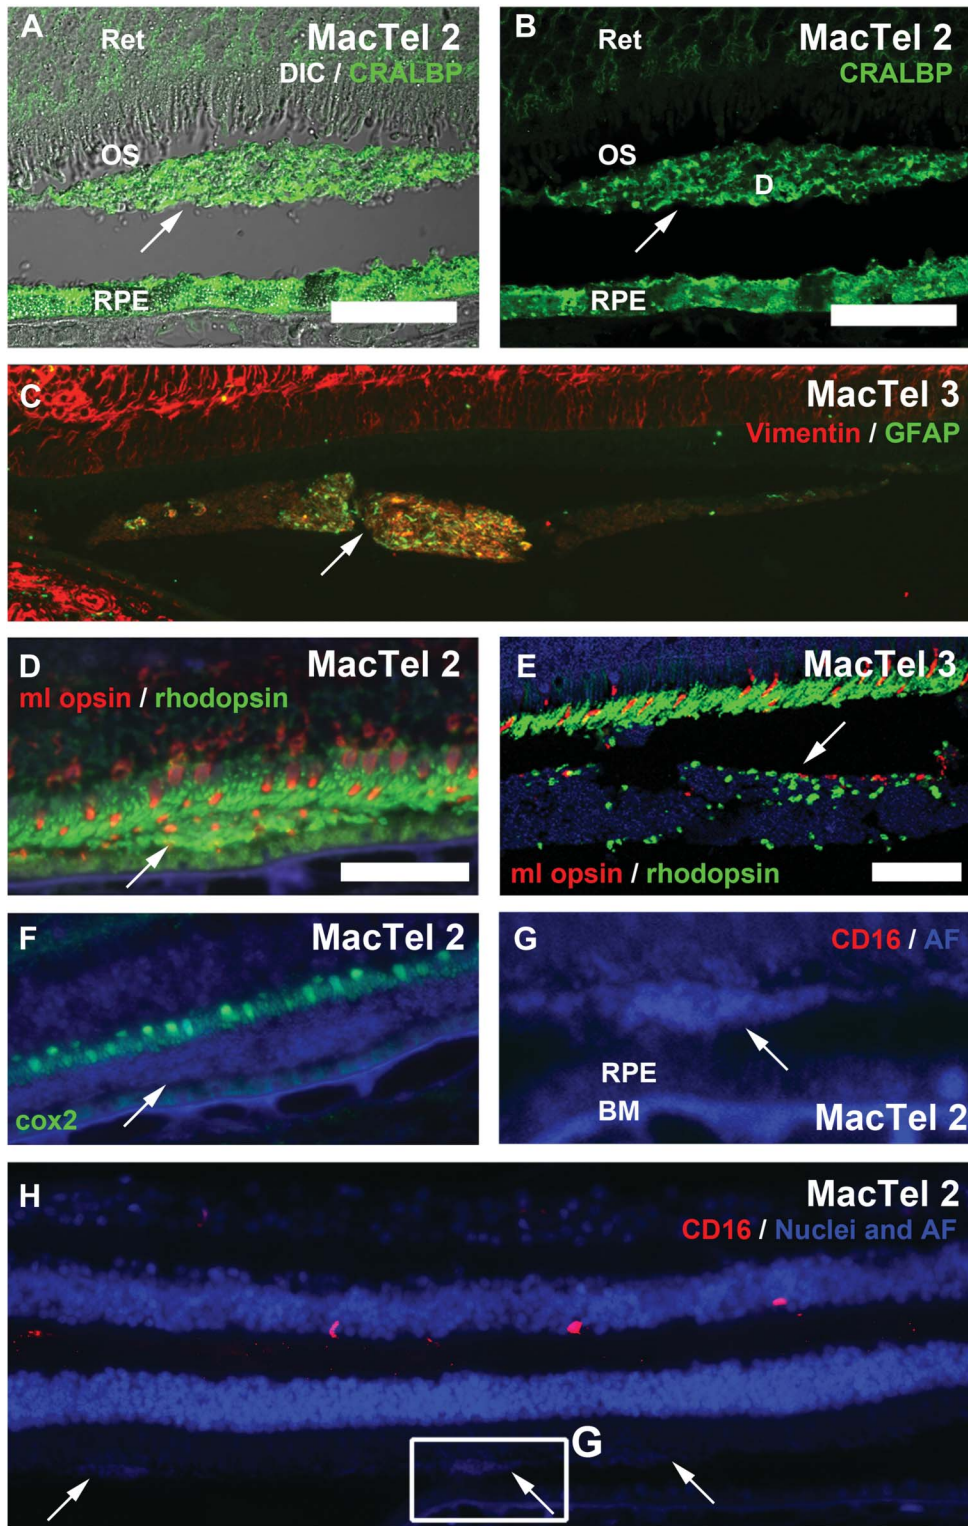 A
Ret
MacTel 2
DIC / CRALBP
OS
RPE
B
Ret
MacTel 2
CRALBP
OS
D
RPE
C
MacTel 3
Vimentin / GFAP
D
MacTel 2
ml opsin / rhodopsin
E
MacTel 3
ml opsin / rhodopsin
F
MacTel 2
cox2
G
CD16 / AF
RPE
BM
MacTel 2
H
MacTel 2
CD16 / Nuclei and AF
G